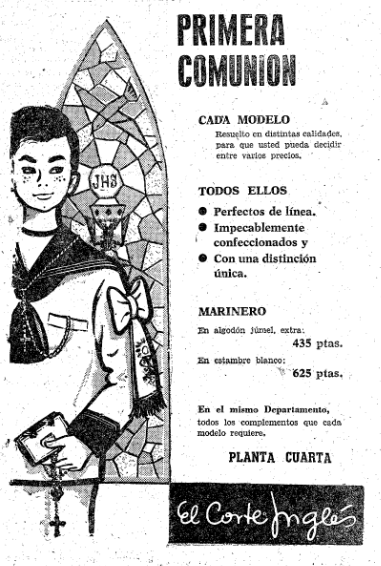 PRIMERA
COMUNION
JHS
CADA MODELO
Resuelto en distintas calidades,
para que usted pueda decidir
entre varios precios.
TODOS ELLOS
● Perfectos de línea.
● Impecablemente
confeccionados y
● Con una distinción
única.
MARINERO
En algodón júmel, extra:
435 ptas.
En estambre blanco:
625 ptas.
En el mismo Departamento,
todos los complementos que cada
modelo requiere.
PLANTA CUARTA
El Corte Inglés